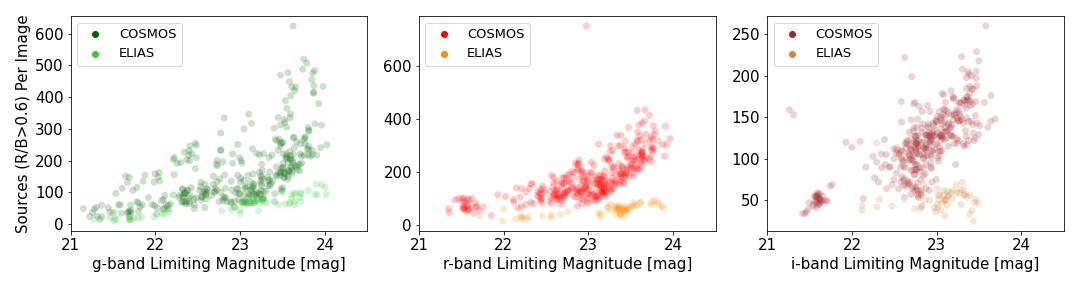 Sources (R/B>0.6) Per Image
600
500
400
300
200
100
0
COSMOS
ELIAS
21 22 23 24
g-band Limiting Magnitude [mag]
600
400
200
0
COSMOS
ELIAS
21 22 23 24
r-band Limiting Magnitude [mag]
250
200
150
100
50
COSMOS
ELIAS
21 22 23 24
i-band Limiting Magnitude [mag]